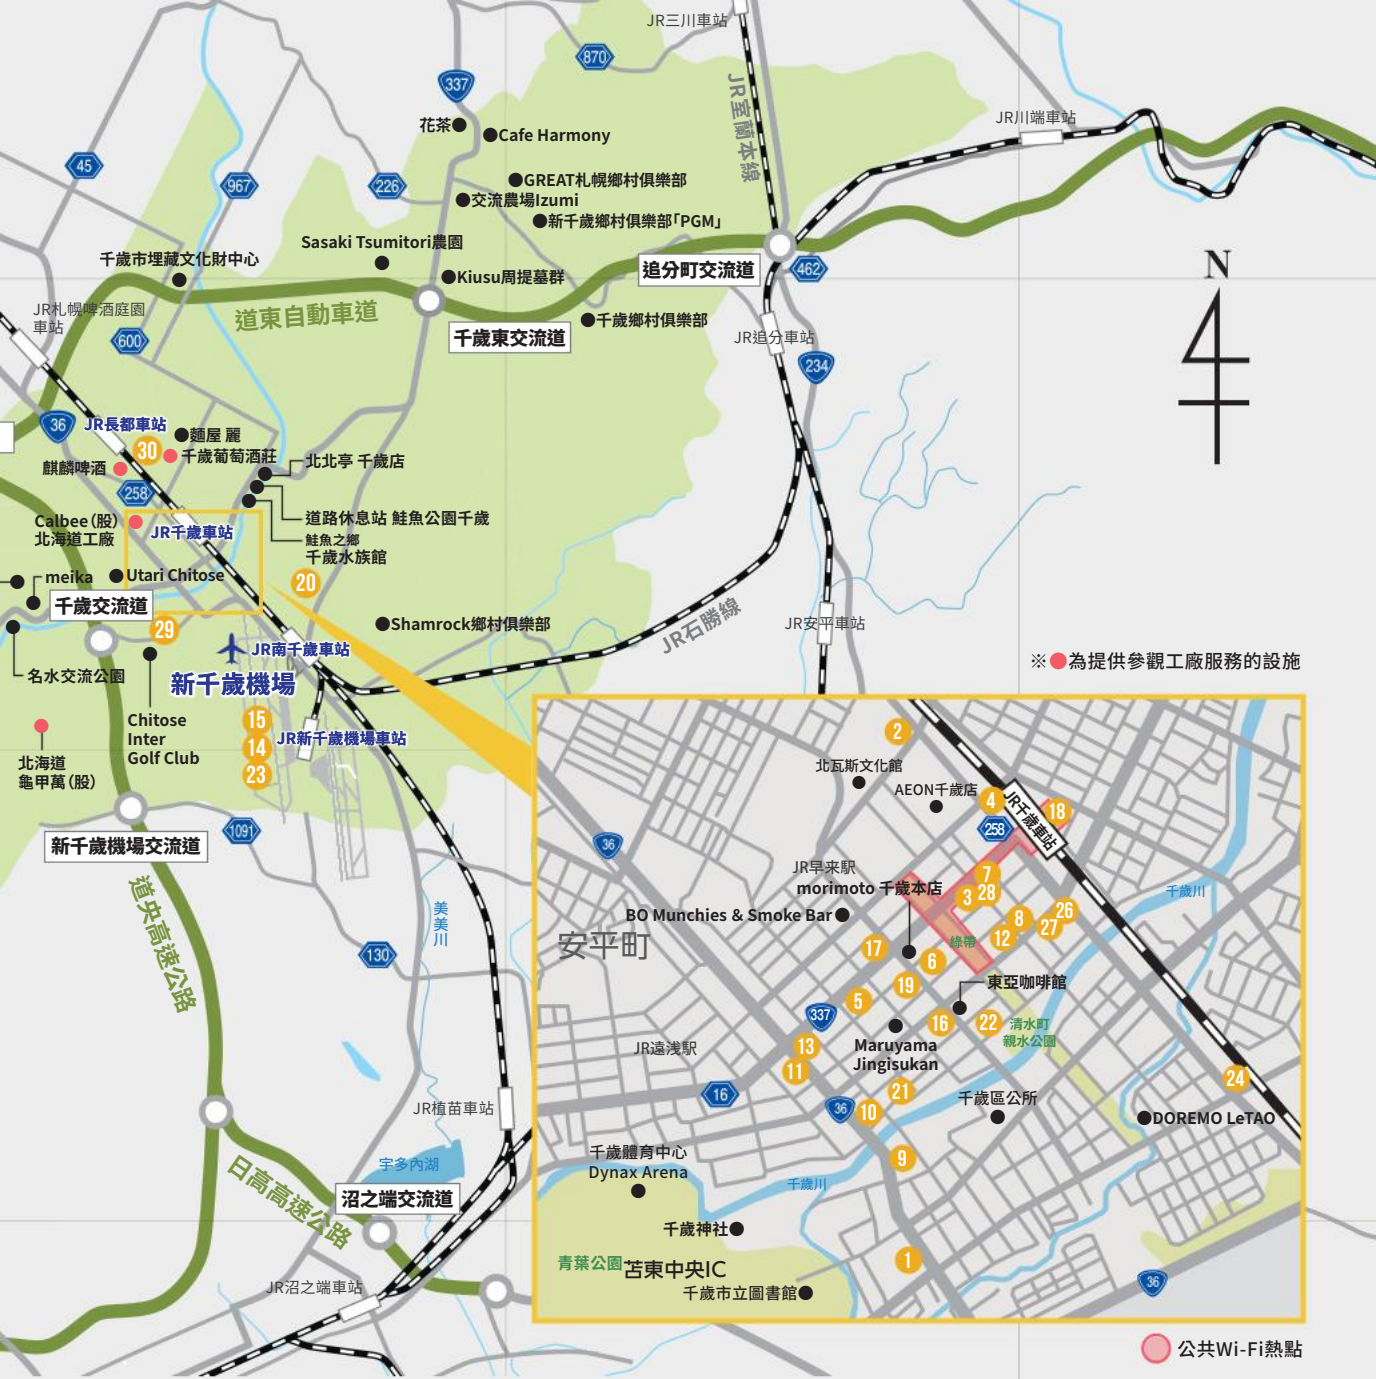 JR三川車站
870
337
JR室蘭本線
花茶
Cafe Harmony
JR川端車站
45
967
226
GREAT札幌鄉村俱樂部
交流農場Izumi
新千歲鄉村俱樂部「PGM」
Sasaki Tsumitori農園
千歲市埋藏文化財中心
Kiusu周提墓群
追分町交流道
462
N
JR札幌啤酒庭園
車站
道東自動車道
600
千歲東交流道
千歲鄉村俱樂部
JR追分車站
234
36
JR長都車站
麵屋 麗
30
千歲葡萄酒莊
麒麟啤酒
北北亭 千歲店
258
Calbee(股)
北海道工廠
JR千歲車站
道路休息站 鮭魚公園千歲
鮭魚之鄉
千歲水族館
meika
Utari Chitose
20
千歲交流道
29
Shamrock鄉村俱樂部
JR石勝線
JR安平車站
JR南千歲車站
名水交流公園
新千歲機場
※●為提供參觀工廠服務的設施
15
14
23
JR新千歲機場車站
Chitose
Inter
Golf Club
北海道
龜甲萬(股)
新千歲機場交流道
1091
道央高速公路
美美川
130
JR植苗車站
宇多內湖
日高高速公路
沼之端交流道
JR沼之端車站
2
北瓦斯文化館
AEON千歲店
4
JR千歲車站
18
258
36
JR早来駅
morimoto 千歲本店
7
3
28
千歲川
BO Munchies & Smoke Bar
8
26
27
12
安平町
17
綠帶
6
19
東亞咖啡館
5
337
16
22
清水町
親水公園
Maruyama
Jingisukan
JR遠浅駅
13
11
21
24
16
36
10
千歲區公所
DOREMO LeTAO
千歲體育中心
Dynax Arena
9
千歲川
千歲神社
青葉公園
苫東中央IC
1
千歲市立圖書館
36
公共Wi-Fi熱點